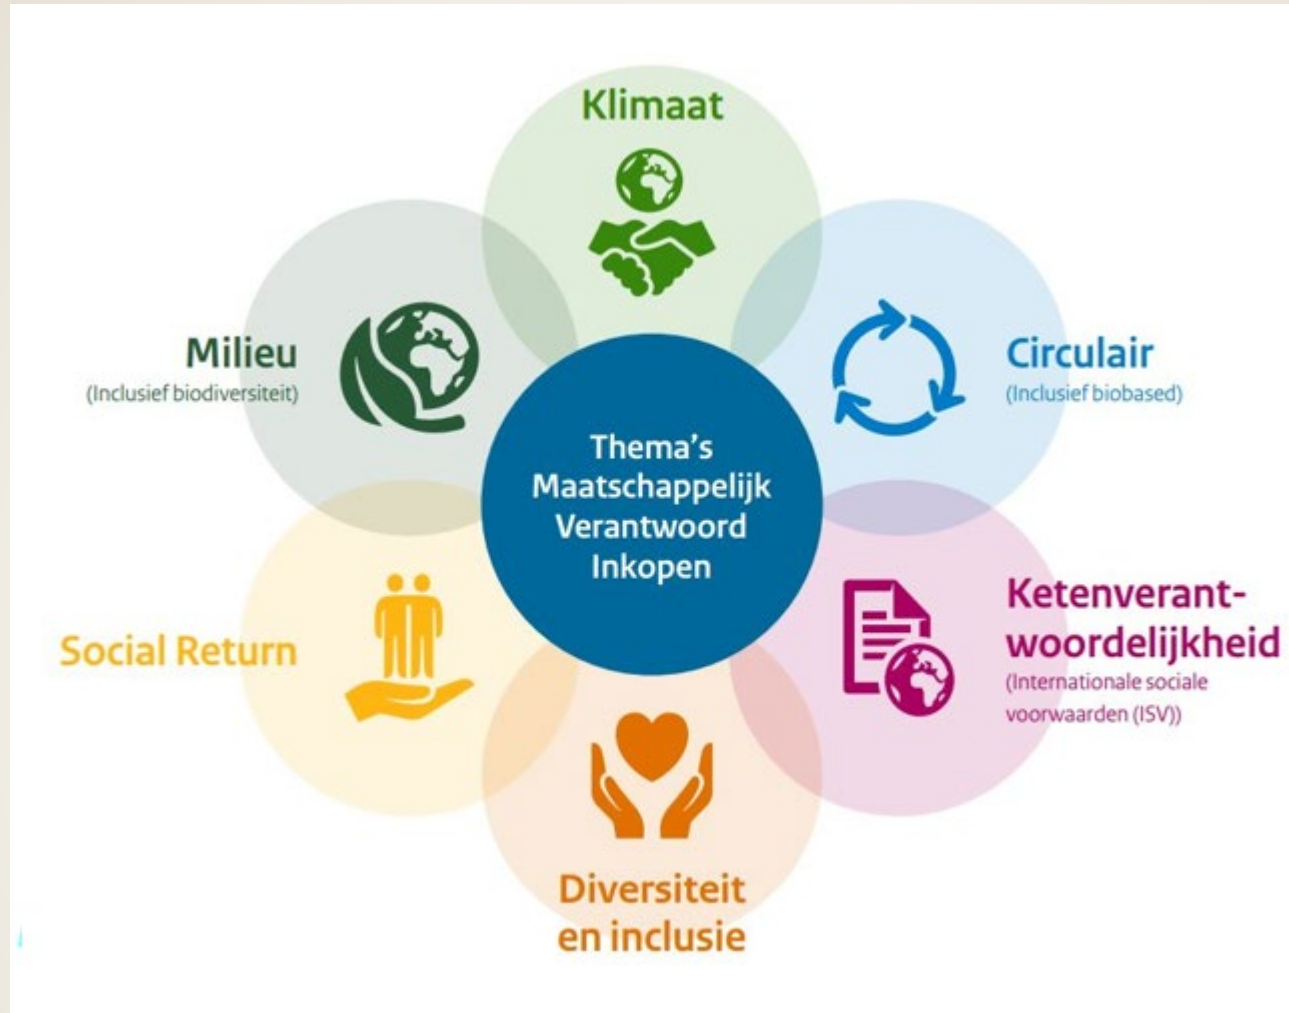 Klimaat
Milieu
(Inclusief biodiversiteit)
Circulair
(Inclusief biobased)
Thema's
Maatschappelijk
Verantwoord
Inkopen
Social Return
Ketenverant-
woordelijkheid
(Internationale sociale
voorwaarden (ISV))
Diversiteit
en inclusie